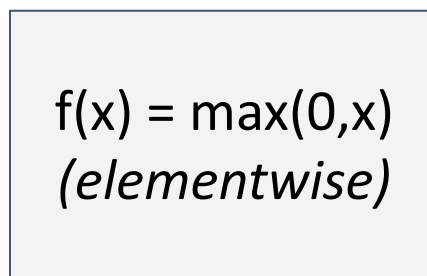 f(x) = max(0,x)
(elementwise)